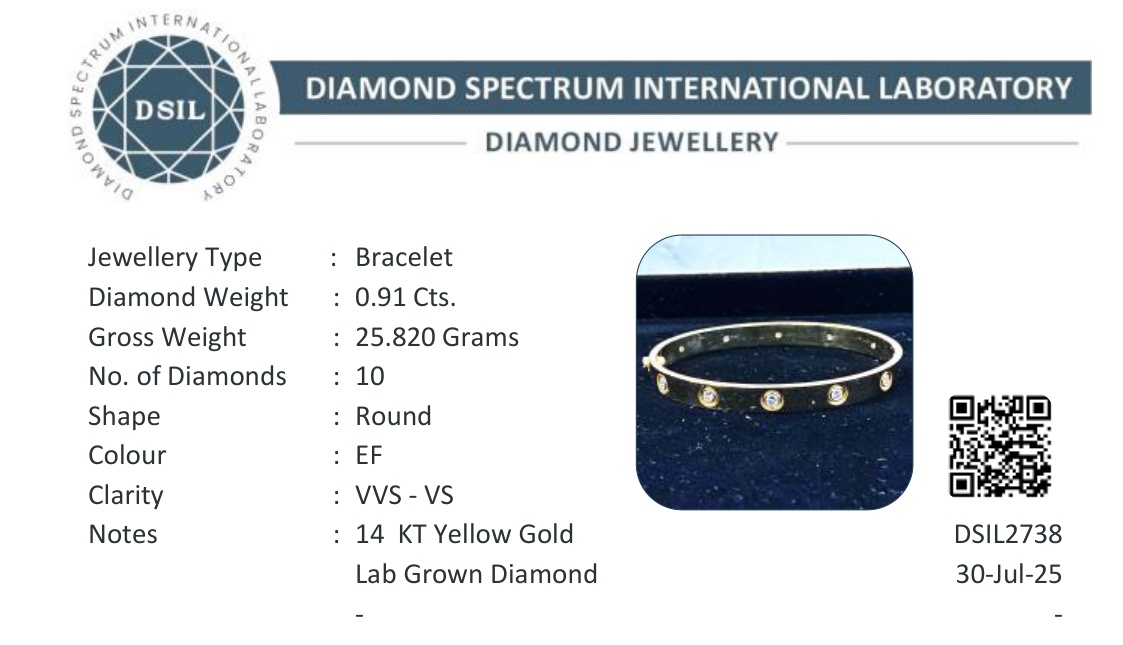 DIAMOND SPECTRUM INTERNATIONAL LABORATORY
DSIL
DIAMOND SPECTRUM INTERNATIONAL LABORATORY
DIAMOND JEWELLERY
Jewellery Type : Bracelet
Diamond Weight : 0.91 Cts.
Gross Weight : 25.820 Grams
No. of Diamonds : 10
Shape : Round
Colour : EF
Clarity : VVS - VS
Notes : 14 KT Yellow Gold
DSIL2738
Lab Grown Diamond
30-Jul-25
-
-